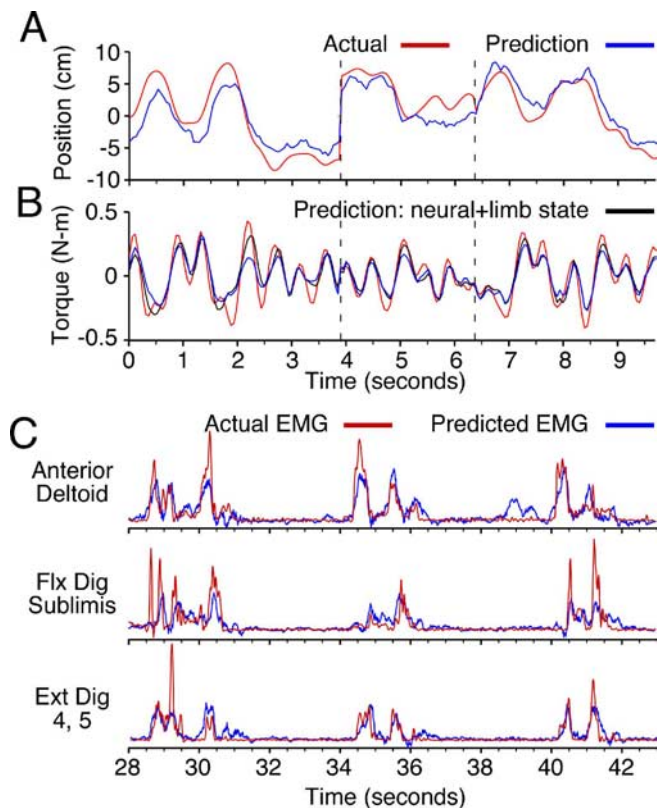 A
Actual
Prediction
Position (cm)
10
5
0
-5
-10
B
Prediction: neural+limb state
Torque (N-m)
0.5
0
-0.5
0 1 2 3 4 5 6 7 8 9
Time (seconds)
C
Actual EMG
Predicted EMG
Anterior
Deltoid
Flx Dig
Sublimis
Ext Dig
4, 5
28 30 32 34 36 38 40 42
Time (seconds)